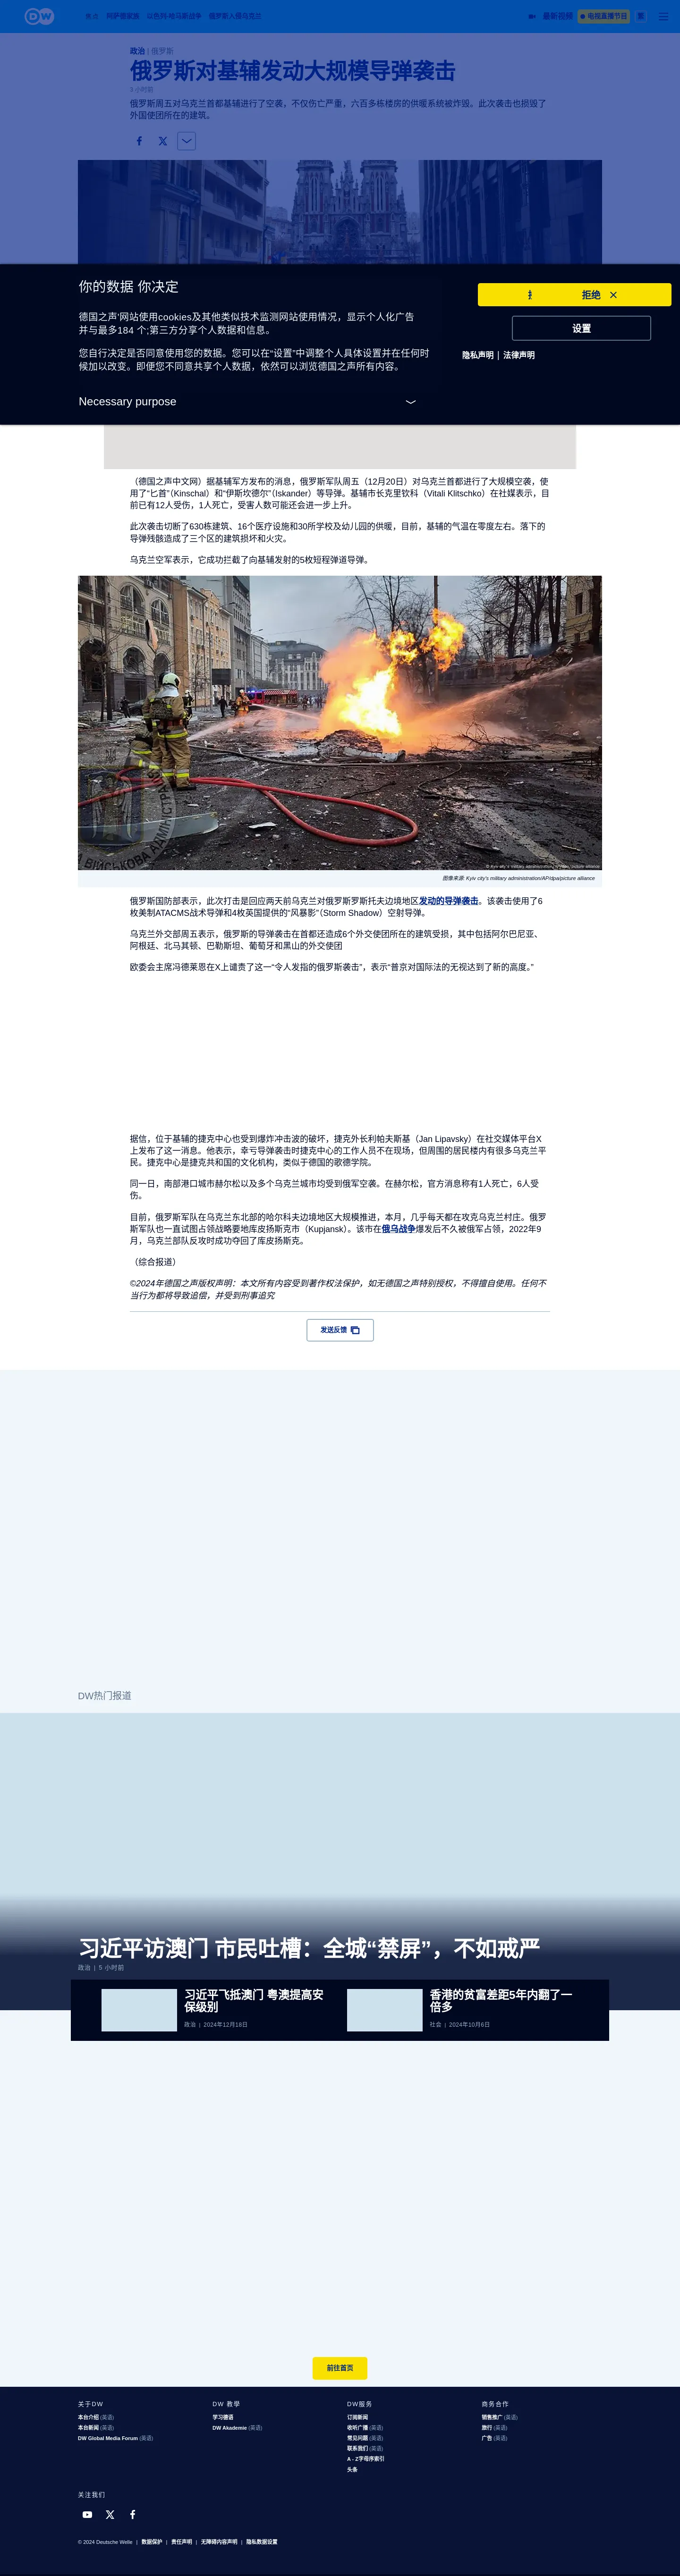 DW
焦点 阿萨德家族 以色列-哈马斯战争 俄罗斯入侵乌克兰 最新视频 电视直播节目 繁
政治 | 俄罗斯
俄罗斯对基辅发动大规模导弹袭击
3 小时前
俄罗斯周五对乌克兰首都基辅进行了空袭，不仅伤亡严重，六百多栋楼房的供暖系统被炸毁。此次袭击也损毁了
外国使团所在的建筑。
你的数据 你决定
德国之声'网站使用cookies及其他类似技术监测网站使用情况，显示个人化广告
并与最多184 个;第三方分享个人数据和信息。
您自行决定是否同意使用您的数据。您可以在“设置”中调整个人具体设置并在任何时
候加以改变。即便您不同意共享个人数据，依然可以浏览德国之声所有内容。
Necessary purpose
拒绝
设置
隐私声明 | 法律声明
（德国之声中文网）据基辅军方发布的消息，俄罗斯军队周五（12月20日）对乌克兰首都进行了大规模空袭，使
用了“匕首”(Kinschal）和“伊斯坎德尔”（Iskander）等导弹。基辅市长克里钦科（Vitali Klitschko）在社媒表示，目
前已有12人受伤，1人死亡，受害人数可能还会进一步上升。
此次袭击切断了630栋建筑、16个医疗设施和30所学校及幼儿园的供暖，目前，基辅的气温在零度左右。落下的
导弹残骸造成了三个区的建筑损坏和火灾。
乌克兰空军表示，它成功拦截了向基辅发射的5枚短程弹道导弹。
© Kyiv city's military administration/AP/dpa/picture alliance
图像来源: Kyiv city's military administration/AP/dpa/picture alliance
俄罗斯国防部表示，此次打击是回应两天前乌克兰对俄罗斯罗斯托夫边境地区发动的导弹袭击。该袭击使用了6
枚美制ATACMS战术导弹和4枚英国提供的“风暴影”（Storm Shadow）空射导弹。
乌克兰外交部周五表示，俄罗斯的导弹袭击在首都还造成6个外交使团所在的建筑受损，其中包括阿尔巴尼亚、
阿根廷、北马其顿、巴勒斯坦、葡萄牙和黑山的外交使团
欧委会主席冯德莱恩在X上谴责了这一“令人发指的俄罗斯袭击”，表示“普京对国际法的无视达到了新的高度。”
据信，位于基辅的捷克中心也受到爆炸冲击波的破坏，捷克外长利帕夫斯基（Jan Lipavsky）在社交媒体平台X
上发布了这一消息。他表示，幸亏导弹袭击时捷克中心的工作人员不在现场，但周围的居民楼内有很多乌克兰平
民。捷克中心是捷克共和国的文化机构，类似于德国的歌德学院。
同一日，南部港口城市赫尔松以及多个乌克兰城市均受到俄军空袭。在赫尔松，官方消息称有1人死亡，6人受
伤。
目前，俄罗斯军队在乌克兰东北部的哈尔科夫边境地区大规模推进，本月，几乎每天都在攻克乌克兰村庄。俄罗
斯军队也一直试图占领战略要地库皮扬斯克市（Kupjansk）。该市在俄乌战争爆发后不久被俄军占领，2022年9
月，乌克兰部队反攻时成功夺回了库皮扬斯克。
（综合报道）
©2024年德国之声版权声明：本文所有内容受到著作权法保护，如无德国之声特别授权，不得擅自使用。任何不
当行为都将导致追偿，并受到刑事追究
发送反馈
DW热门报道
习近平访澳门 市民吐槽：全城“禁屏”，不如戒严
政治 | 5 小时前
习近平飞抵澳门 粤澳提高安
保级别
政治 | 2024年12月18日
香港的贫富差距5年内翻了一
倍多
社会 | 2024年10月6日
前往首页
关于DW
本台介绍 (英语)
本台新闻 (英语)
DW Global Media Forum (英语)
DW 教學
学习德语
DW Akademie (英语)
DW服务
订阅新闻
收听广播 (英语)
常见问题 (英语)
联系我们 (英语)
A - Z字母序索引
头条
商务合作
销售推广 (英语)
旅行 (英语)
广告 (英语)
关注我们
© 2024 Deutsche Welle | 数据保护 | 责任声明 | 无障碍内容声明 | 隐私数据设置